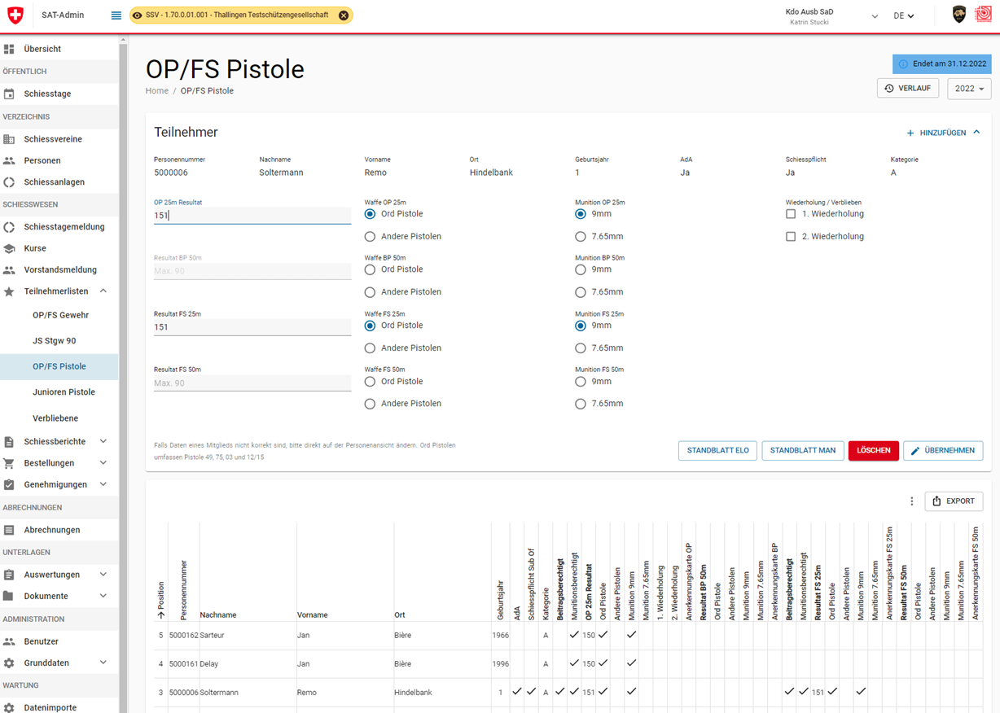 SAT-Admin
SSV - 1.70.0.01.001 - Thallingen Testschützengesellschaft
Kdo Ausb SaD
Katrin Stucki
DE
Übersicht
ÖFFENTLICH
Schiesstage
VERZEICHNIS
Schiessvereine
Personen
Schiessanlagen
SCHIESSWESEN
Schiesstagemeldung
Kurse
Vorstandsmeldung
Teilnehmerlisten
OP/FS Gewehr
JS Stgw 90
OP/FS Pistole
Junioren Pistole
Verbliebene
Schiessberichte
Bestellungen
Genehmigungen
ABRECHNUNGEN
Abrechnungen
UNTERLAGEN
Auswertungen
Dokumente
ADMINISTRATION
Benutzer
Grunddaten
WARTUNG
Datenimporte
OP/FS Pistole
Home / OP/FS Pistole
Endet am 31.12.2022
VERLAUF
2022
Teilnehmer
+ HINZUFÜGEN
Personennummer Nachname Vorname Ort Geburtsjahr AdA Schiesspflicht Kategorie
5000006 Soltermann Remo Hindelbank 1 Ja Ja A
OP 25m Resultat Waffe OP 25m Munition OP 25m Wiederholung / Verblieben
151 Ord Pistole 9mm 1. Wiederholung
Andere Pistolen 7.65mm 2. Wiederholung
Resultat BP 50m Waffe BP 50m Munition BP 50m
Max. 90 Ord Pistole 9mm
Andere Pistolen 7.65mm
Resultat FS 25m Waffe FS 25m Munition FS 25m
151 Ord Pistole 9mm
Andere Pistolen 7.65mm
Resultat FS 50m Waffe FS 50m Munition FS 50m
Max. 90 Ord Pistole 9mm
Andere Pistolen 7.65mm
Falls Daten eines Mitglieds nicht korrekt sind, bitte direkt auf der Personenansicht ändern. Ord Pistolen
umfassen Pistole 49, 75, 03 und 12/15
STANDBLATT ELO
STANDBLATT MAN
LÖSCHEN
ÜBERNEHMEN
EXPORT
Position
Personennummer
Nachname
Vorname
Ort
Geburtsjahr
AdA
Schiesspflicht Sub Of
Kategorie
Beitragsberechtigt
Munitionsberechtigt
OP 25m Resultat
Ord Pistole
Andere Pistolen
Munition 9mm
Munition 7.65mm
1. Wiederholung
2. Wiederholung
Anerkennungskarte OP
Resultat BP 50m
Ord Pistole
Andere Pistolen
Munition 9mm
Munition 7.65mm
Anerkennungskarte BP
Beitragsberechtigt
Munitionsberechtigt
Resultat FS 25m
Ord Pistole
Andere Pistolen
Munition 9mm
Munition 7.65mm
Anerkennungskarte FS 25m
Resultat FS 50m
Ord Pistole
Andere Pistolen
Munition 9mm
Munition 7.65mm
Anerkennungskarte FS 50m
5 5000162 Sarteur Jan Bière 1966 A ✓ 150 ✓ ✓
4 5000161 Delay Jan Bière 1996 A ✓ 150 ✓ ✓
3 5000006 Soltermann Remo Hindelbank 1 ✓ ✓ A ✓ ✓ 151 ✓ ✓ ✓ ✓ 151 ✓ ✓